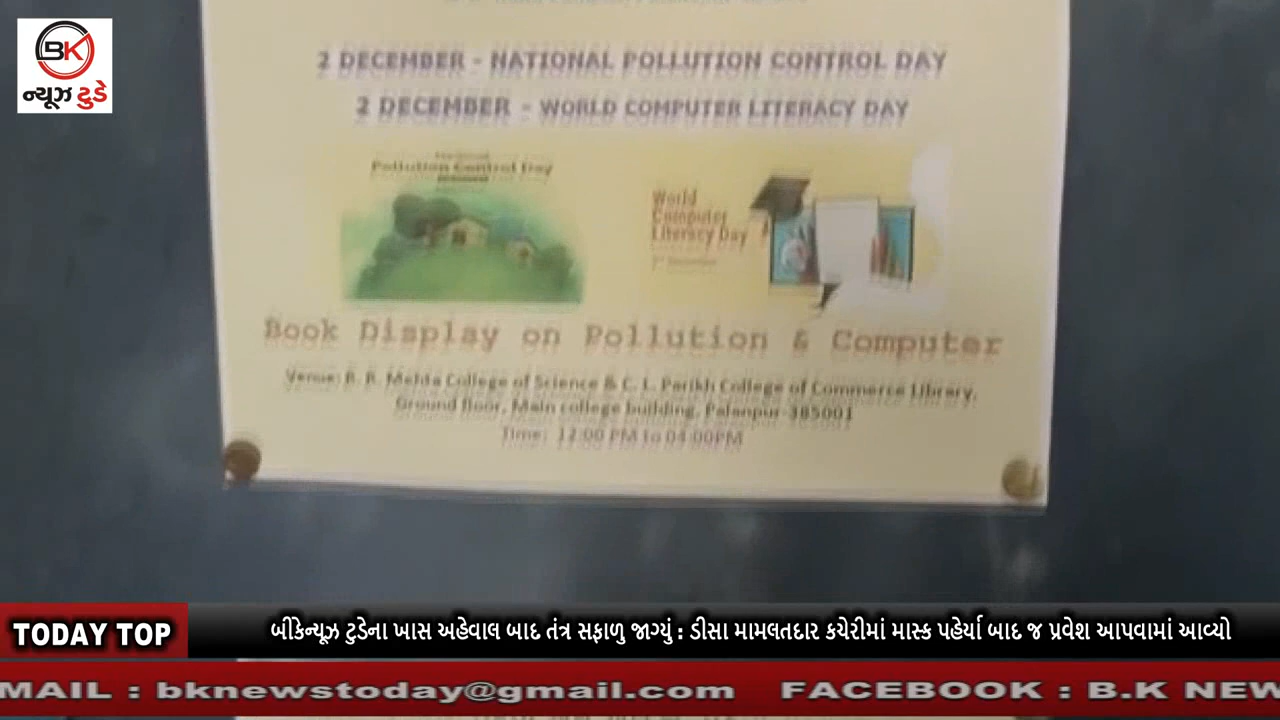 BK
ન્યૂઝ ટુડે
2 DECEMBER - NATIONAL POLLUTION CONTROL DAY
2 DECEMBER - WORLD COMPUTER LITERACY DAY
Pollution Control Day
World
Computer
Literacy Day
Book Display on Pollution & Computer
Venue: R. R. Mehta College of Science & C. L. Parikh College of Commerce Library,
Ground floor, Main college building, Palanpur-385001
Time: 12:00 PM to 04:00PM
TODAY TOP
બીકેન્યૂઝ ટુડેના ખાસ અહેવાલ બાદ તંત્ર સફાળુ જાગ્યું : ડીસા મામલતદાર કચેરીમાં માસ્ક પહેર્યા બાદ જ પ્રવેશ આપવામાં આવ્યો
MAIL : bknewstoday@gmail.com FACEBOOK : B.K NEW